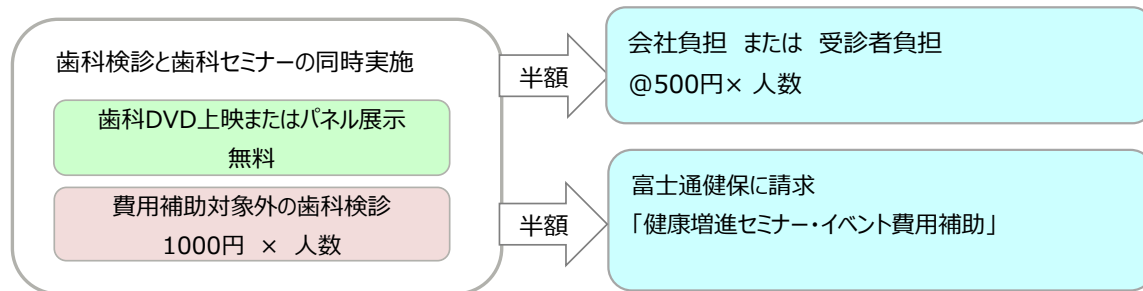 歯科検診と歯科セミナーの同時実施
歯科DVD上映またはパネル展示
無料
費用補助対象外の歯科検診
1000円 × 人数
半額
会社負担 または 受診者負担
@500円× 人数
半額
富士通健保に請求
「健康増進セミナー・イベント費用補助」